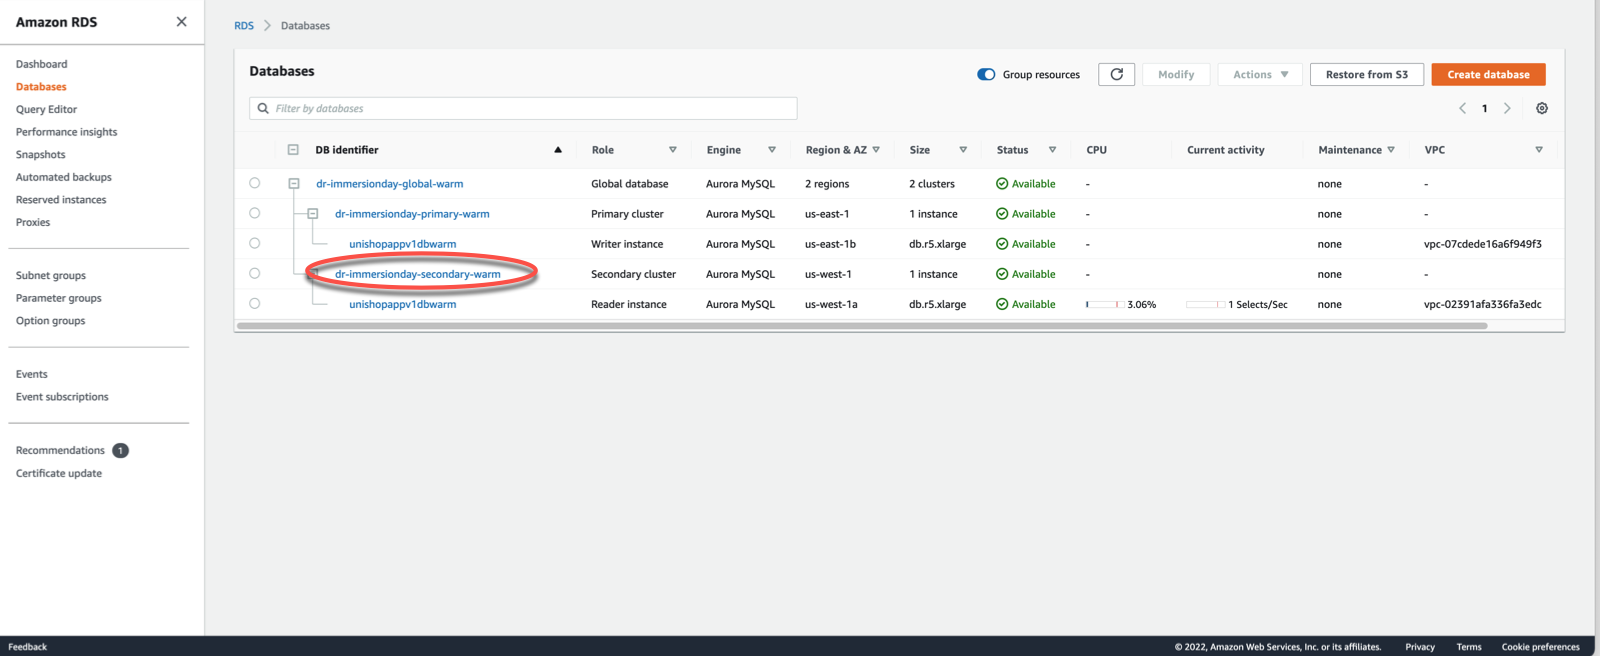 Amazon RDS
Dashboard
Databases
Query Editor
Performance insights
Snapshots
Automated backups
Reserved instances
Proxies
Subnet groups
Parameter groups
Option groups
Events
Event subscriptions
Recommendations 1
Certificate update
RDS Databases
Databases
Group resources Modify Actions Restore from S3 Create database
Filter by databases
1
DB identifier Role Engine Region & AZ Size Status CPU Current activity Maintenance VPC
dr-immersionday-global-warm Global database Aurora MySQL 2 regions 2 clusters Available - none -
dr-immersionday-primary-warm Primary cluster Aurora MySQL us-east-1 1 instance Available - none -
unishopappv1dbwarm Writer instance Aurora MySQL us-east-1b db.r5.xlarge Available - none vpc-07cdede16a6f949f3
dr-immersionday-secondary-warm Secondary cluster Aurora MySQL us-west-1 1 instance Available - none -
unishopappv1dbwarm Reader instance Aurora MySQL us-west-1a db.r5.xlarge Available 3.06% 1 Selects/Sec none vpc-02391afa336fa3edc
Feedback © 2022, Amazon Web Services, Inc. or its affiliates. Privacy Terms Cookie preferences